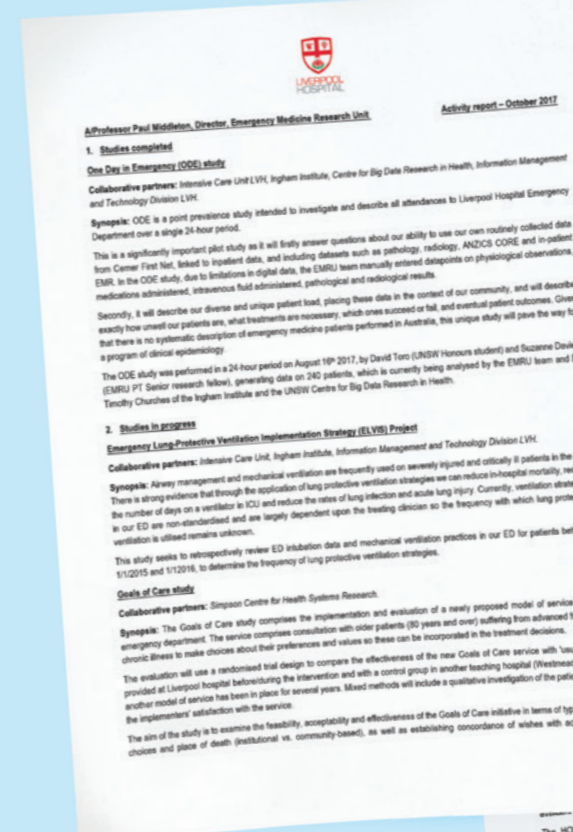 LIVERPOOL
HOSPITAL
A/Professor Paul Middleton, Director, Emergency Medicine Research Unit
Activity report – October 2017
1. Studies completed
One Day in Emergency (ODE) study
Collaborative partners: Intensive Care Unit LVH, Ingham Institute, Centre for Big Data Research in Health, Information Management
and Technology Division LVH.
Synopsis: ODE is a point prevalence study intended to investigate and describe all attendances to Liverpool Hospital Emergency
Department over a single 24-hour period.
This is a significantly important pilot study as it will firstly answer questions about our ability to use our own routinely collected data
from Cerner First Net, linked to inpatient data, and including datasets such as pathology, radiology, ANZICS CORE and in-patient
EMR. In the ODE study, due to limitations in digital data, the EMRU team manually entered datapoints on physiological observations,
medications administered, intravenous fluid administered, pathological and radiological results.
Secondly, it will describe our diverse and unique patient load, placing these data in the context of our community, and will describe
exactly how unwell our patients are, what treatments are necessary, which ones succeed or fail, and eventual patient outcomes. Given
that there is no systematic description of emergency medicine patients performed in Australia, this unique study will pave the way fo
a program of clinical epidemiology.
The ODE study was performed in a 24-hour period on August 16th 2017, by David Toro (UNSW Honours student) and Suzanne Davie
(EMRU PT Senior research fellow), generating data on 240 patients, which is currently being analysed by the EMRU team and
Timothy Churches of the Ingham Institute and the UNSW Centre for Big Data Research in Health.
2. Studies in progress
Emergency Lung-Protective Ventilation Implementation Strategy (ELVIS) Project
Collaborative partners: Intensive Care Unit, Ingham Institute, Information Management and Technology Division LVH.
Synopsis: Airway management and mechanical ventilation are frequently used on severely injured and critically ill patients in the
There is strong evidence that through the application of lung protective ventilation strategies we can reduce in-hospital mortality, red
the number of days on a ventilator in ICU and reduce the rates of lung infection and acute lung injury. Currently, ventilation strate
in our ED are non-standardised and are largely dependent upon the treating clinician so the frequency with which lung prote
ventilation is utilised remains unknown.
This study seeks to retrospectively review ED intubation data and mechanical ventilation practices in our ED for patients bet
1/1/2015 and 1/12016, to determine the frequency of lung protective ventilation strategies.
Goals of Care study
Collaborative partners: Simpson Centre for Health Systems Research.
Synopsis: The Goals of Care study comprises the implementation and evaluation of a newly proposed model of service
emergency department. The service comprises consultation with older patients (80 years and over) suffering from advanced f
chronic illness to make choices about their preferences and values so these can be incorporated in the treatment decisions.
The evaluation will use a randomised trial design to compare the effectiveness of the new Goals of Care service with 'usu
provided at Liverpool hospital before/during the intervention and with a control group in another teaching hospital (Westmead
another model of service has been in place for several years. Mixed methods will include a qualitative investigation of the patie
the implementers' satisfaction with the service.
The aim of the study is to examine the feasibility, acceptability and effectiveness of the Goals of Care initiative in terms of typ
choices and place of death (institutional vs. community-based), as well as establishing concordance of wishes with ac